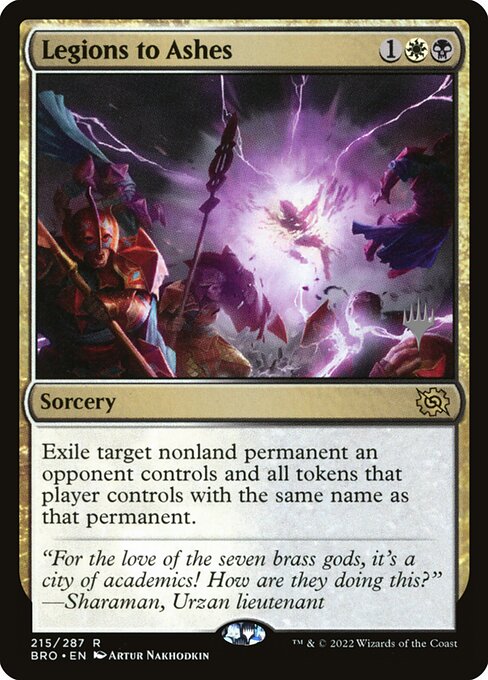 Legions to Ashes 1
Sorcery
Exile target nonland permanent an
opponent controls and all tokens that
player controls with the same name as
that permanent.
“For the love of the seven brass gods, it’s a
city of academics! How are they doing this?”
—Sharaman, Urzan lieutenant
215/287 R
BRO • EN Artur Nakhodkin
™ & © 2022 Wizards of the Coast